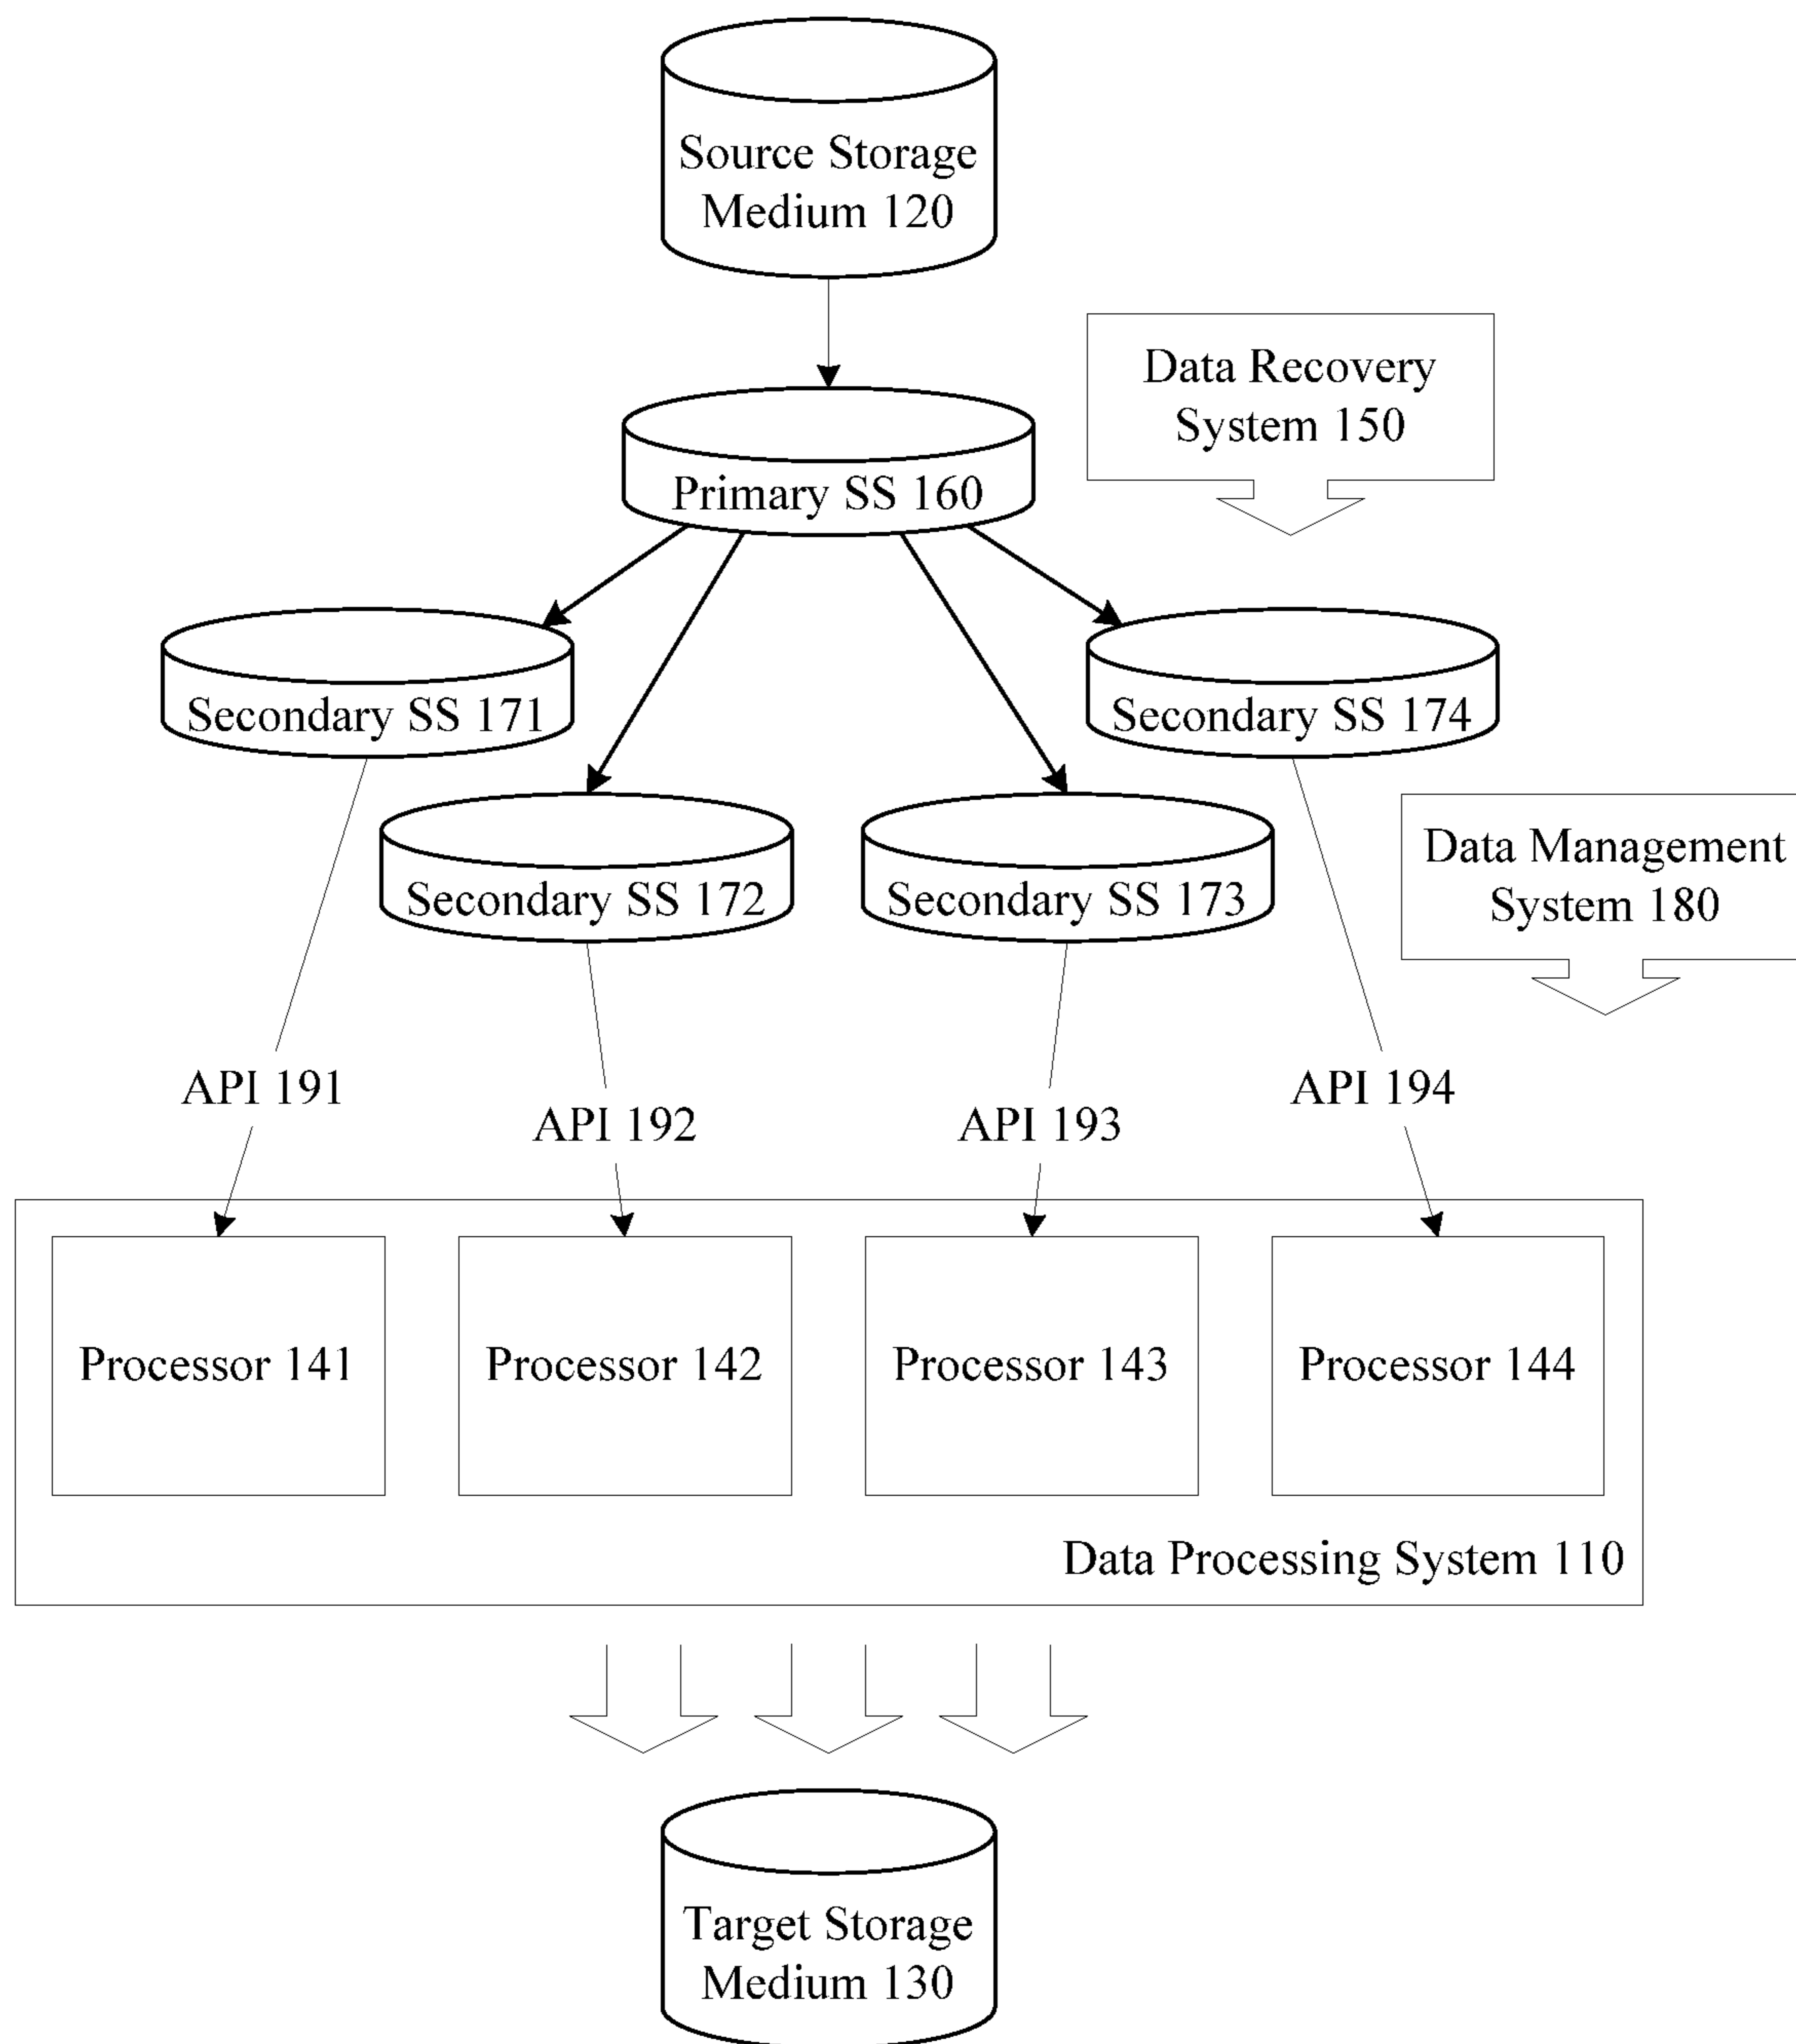 Source Storage
Medium 120
Data Recovery
System 150
Primary SS 160
Secondary SS 171
Secondary SS 174
Secondary SS 172
Secondary SS 173
Data Management
System 180
API 191
API 194
API 192
API 193
Processor 141
Processor 142
Processor 143
Processor 144
Data Processing System 110
Target Storage
Medium 130